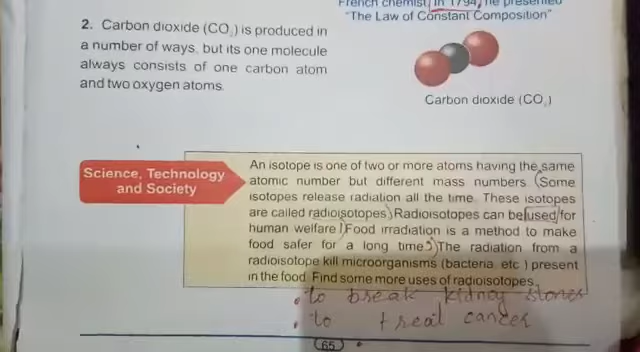 French chemist, in 1794, he presented
"The Law of Constant Composition"
2. Carbon dioxide (CO2) is produced in
a number of ways, but its one molecule
always consists of one carbon atom
and two oxygen atoms.
Carbon dioxide (CO2)
Science, Technology
and Society
An isotope is one of two or more atoms having the same
atomic number but different mass numbers. (Some
isotopes release radiation all the time. These isotopes
are called radioisotopes) Radioisotopes can be used for
human welfare. Food irradiation is a method to make
food safer for a long time. The radiation from a
radioisotope kill microorganisms (bacteria etc.) present
in the food. Find some more uses of radioisotopes.
• to break kidney stones
• to treat cancer
65